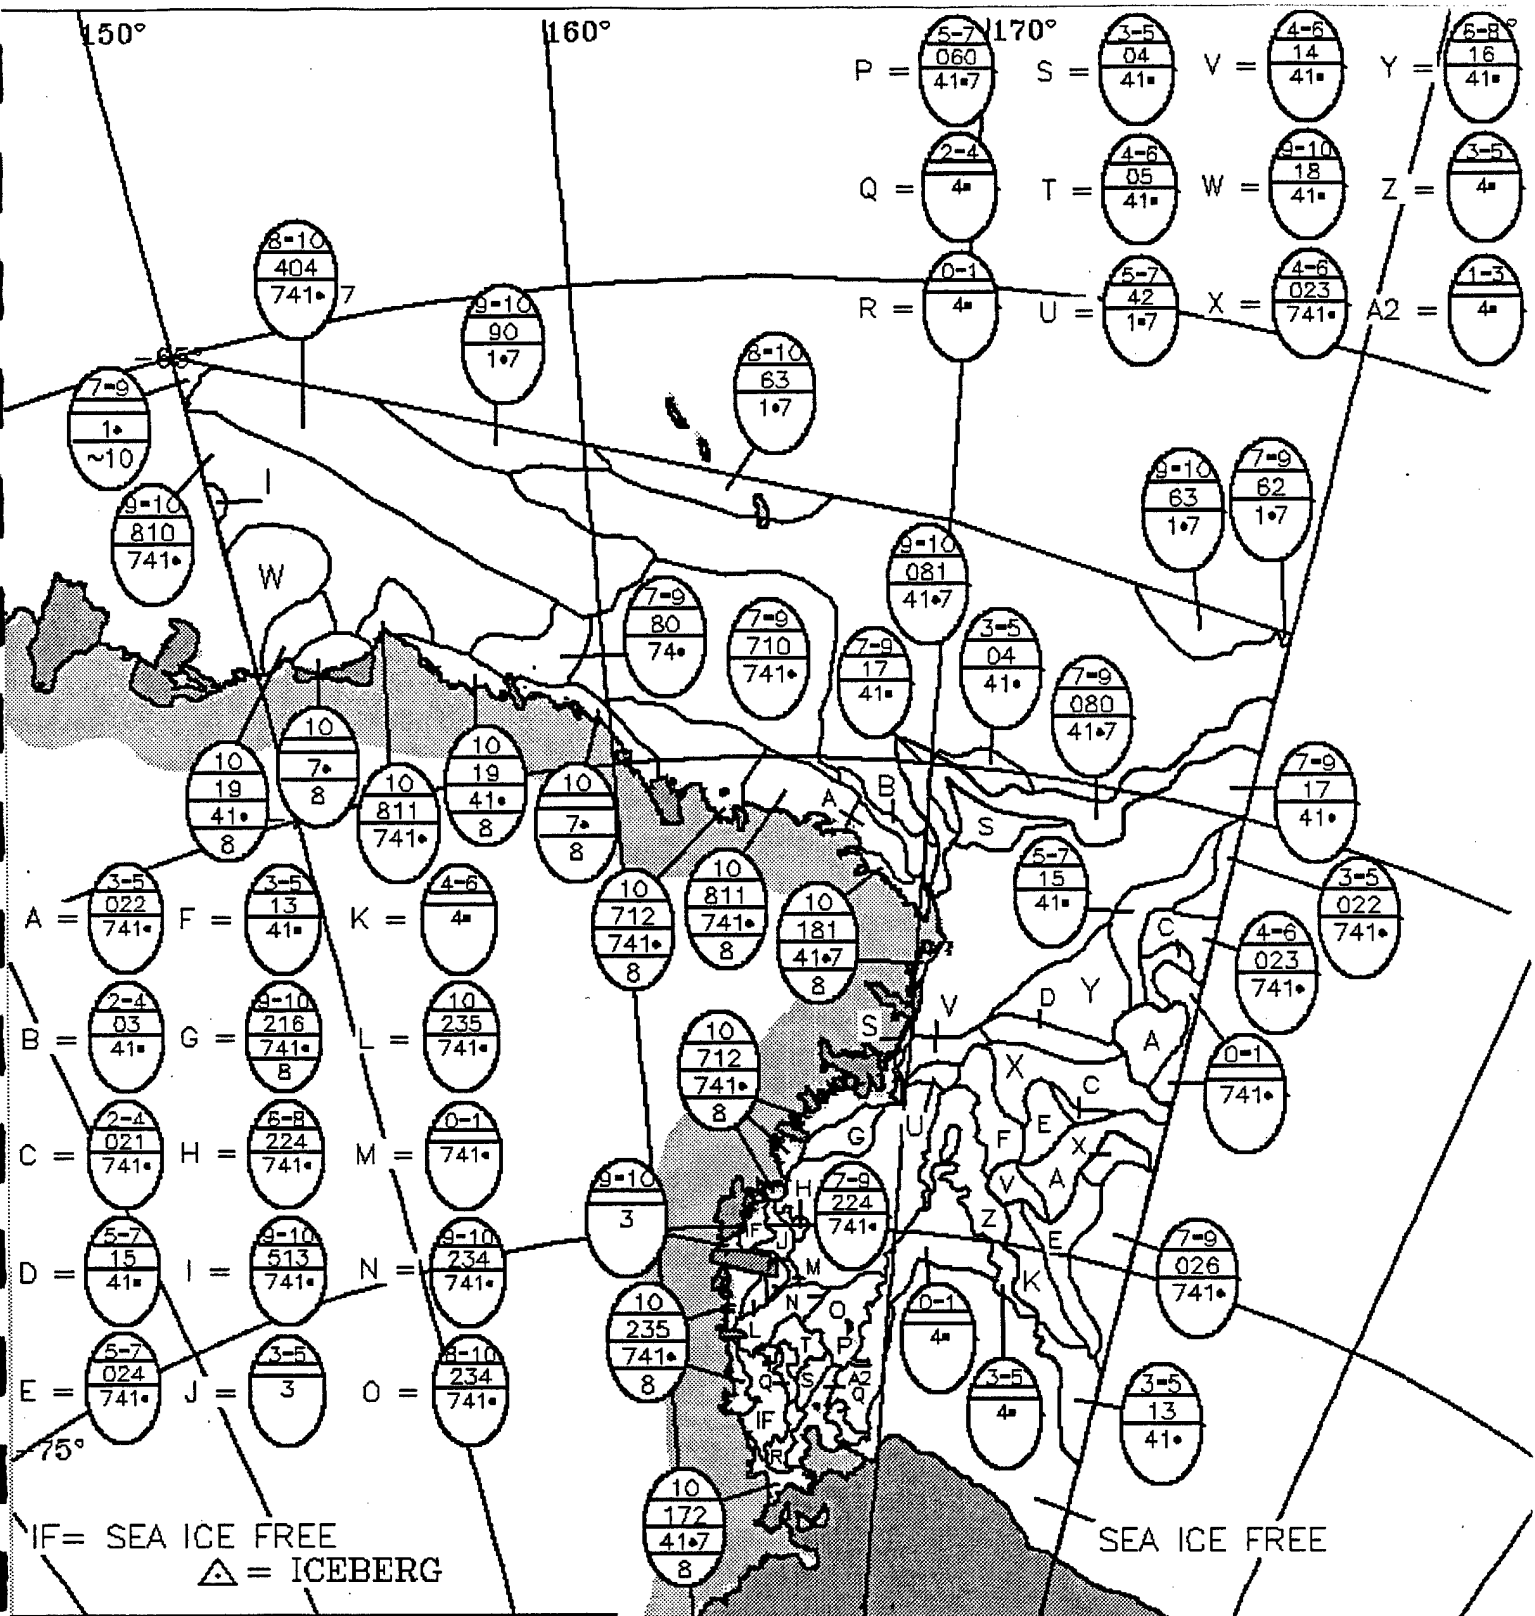 150°
160°
170°
P =
5-7
060
41▪7
S =
3-5
04
41▪
V =
4-6
14
41▪
Y =
6-8
16
41▪
Q =
2-4
4▪
T =
4-6
05
41▪
W =
9-10
18
41▪
Z =
3-5
4▪
R =
0-1
4▪
U =
5-7
42
1▪7
X =
4-6
023
741▪
A2 =
1-3
4▪
8-10
404
741• 7
9-10
90
1•7
8-10
63
1•7
-65°
7-9
1•
~10
9-10
810
741•
I
W
9-10
63
1•7
7-9
62
1•7
9-10
081
41•7
7-9
80
74•
7-9
710
741•
7-9
17
41•
3-5
04
41•
7-9
080
41•7
10
19
41•
8
10
7•
8
10
811
741•
10
19
41•
8
10
7•
8
A
B
S
7-9
17
41•
10
712
741•
8
10
811
741•
8
10
181
41•7
8
5-7
15
41▪
3-5
022
741•
4-6
023
741•
C
A =
3-5
022
741•
F =
3-5
13
41▪
K =
4-6
4▪
B =
2-4
03
41▪
G =
9-10
216
741•
8
L =
10
235
741•
C =
2-4
021
741•
H =
6-8
224
741•
M =
0-1
741•
D =
5-7
15
41▪
I =
9-10
513
741•
N =
9-10
234
741•
E =
5-7
024
741•
J =
3-5
3
O =
8-10
234
741•
V
D
Y
S
A
10
712
741•
8
X
C
0-1
741•
G
U
F
E
X
V
A
9-10
3
H
7-9
224
741•
Z
E
IF
J
M
K
7-9
026
741•
10
235
741•
8
L
N
O
T
P
Q
S
A2
Q
IF
R
0-1
4▪
3-5
4▪
3-5
13
41•
-75°
10
172
41•7
8
IF= SEA ICE FREE
= ICEBERG
SEA ICE FREE